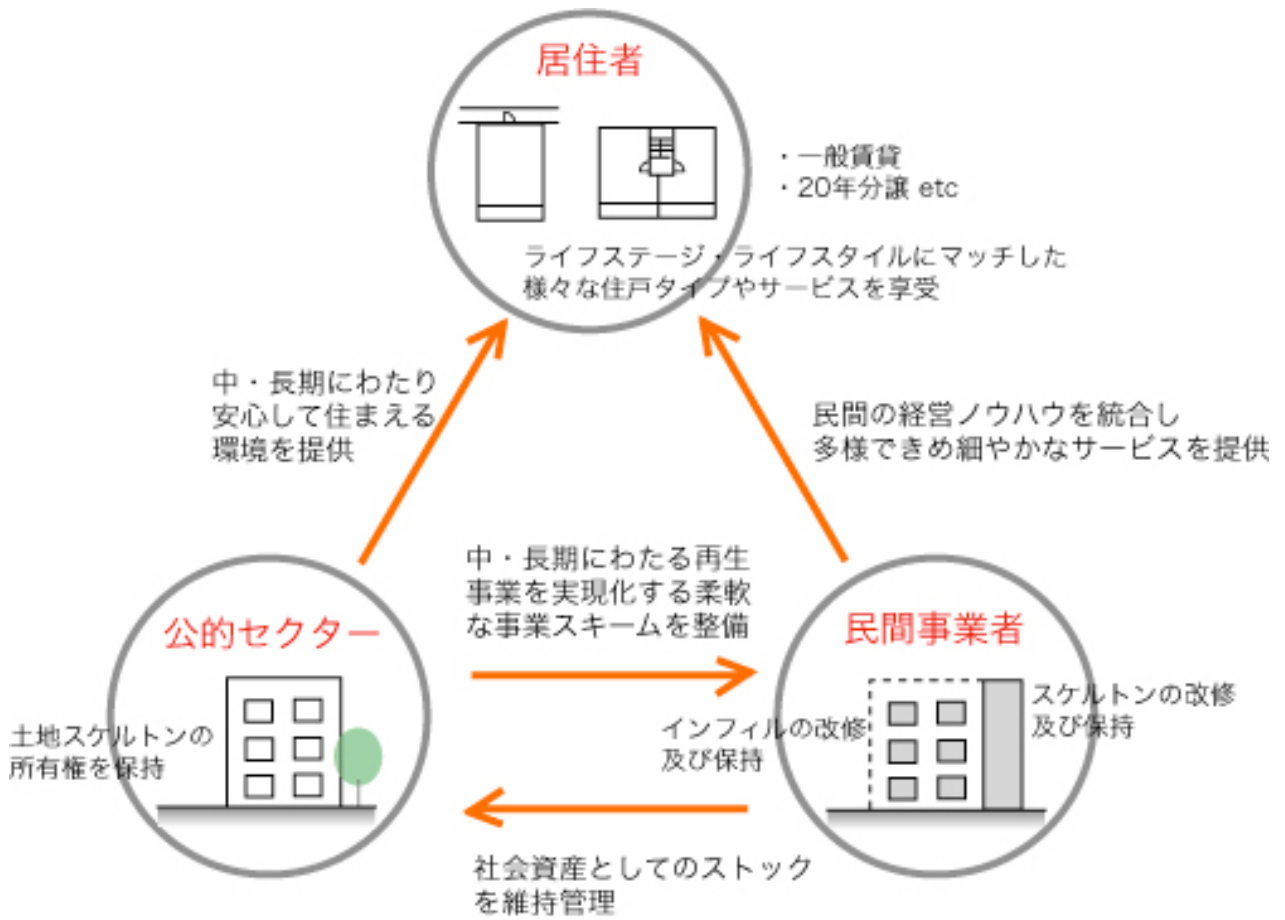 居住者
・一般賃貸
・20年分譲 etc
ライフステージ・ライフスタイルにマッチした
様々な住戸タイプやサービスを享受
中・長期にわたり
安心して住まえる
環境を提供
民間の経営ノウハウを統合し
多様できめ細やかなサービスを提供
中・長期にわたる再生
事業を実現化する柔軟
な事業スキームを整備
公的セクター
土地スケルトンの
所有権を保持
民間事業者
スケルトンの改修
及び保持
インフィルの改修
及び保持
社会資産としてのストック
を維持管理